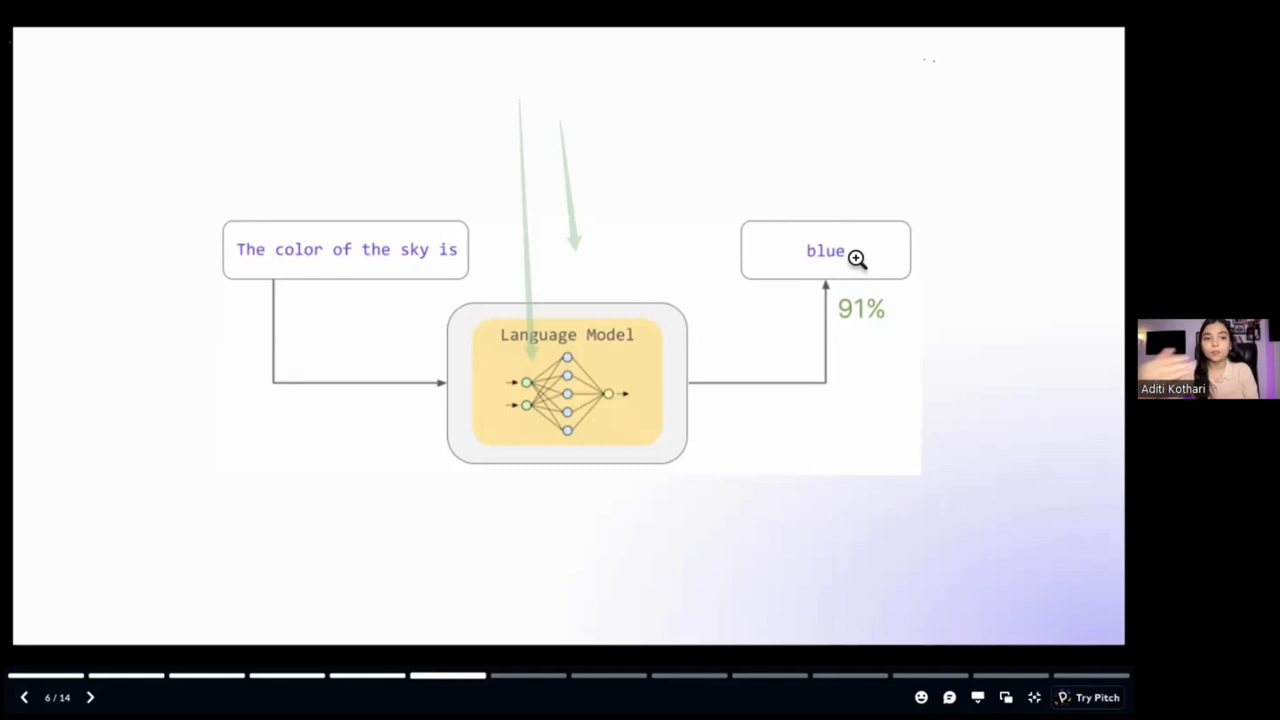 The color of the sky is
blue
91%
Language Model
Aditi Kothari
6 / 14
Try Pitch